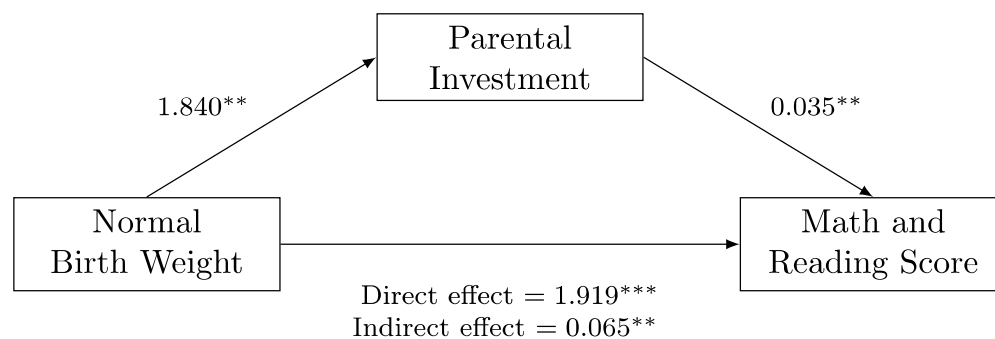 Parental
Investment
1.840**
0.035**
Normal
Birth Weight
Math and
Reading Score
Direct effect = 1.919***
Indirect effect = 0.065**